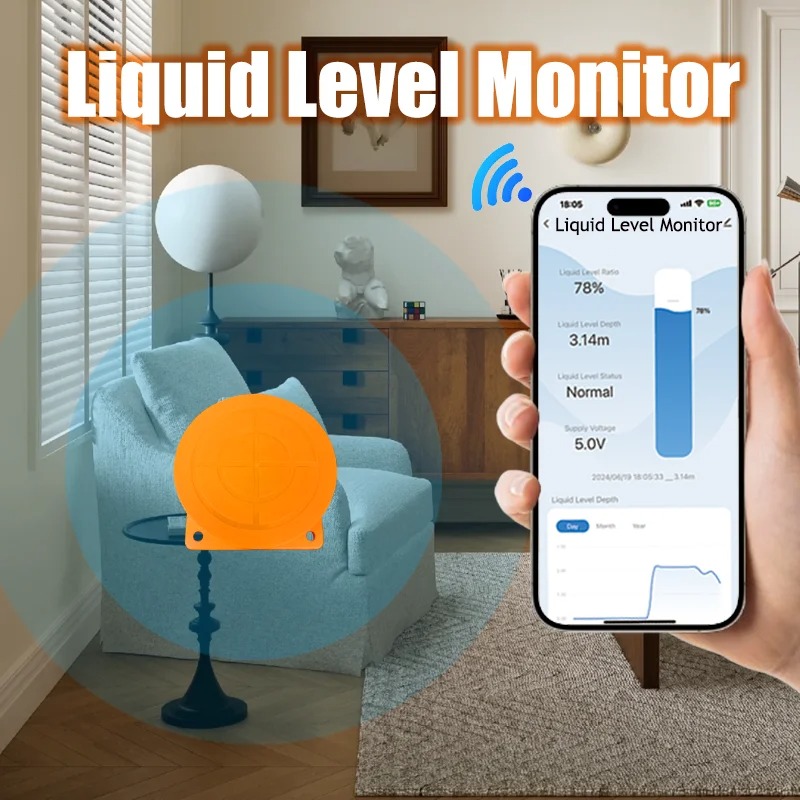 Liquid Level Monitor
18:05
Liquid Level Monitor
Liquid Level Ratio
78%
78%
Liquid Level Depth
3.14m
Liquid Level Status
Normal
Supply Voltage
5.0V
2024/06/19 18:05:33 __ 3.14m
Liquid Level Depth
Day Month Year